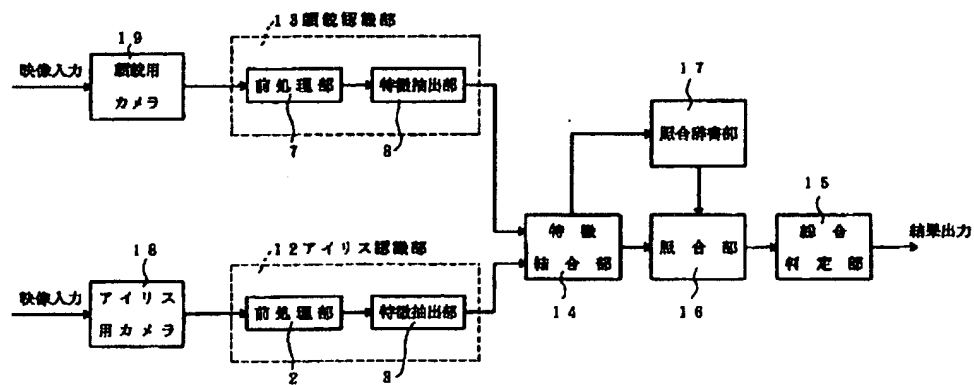 19
13顔貌認識部
映像入力
顔貌用
カメラ
前処理部
特徴抽出部
7
8
17
照合辞書部
18
12アイリス認識部
映像入力
アイリス
用カメラ
前処理部
特徴抽出部
2
3
特徴
結合部
14
照合部
16
15
総合
判定部
結果出力